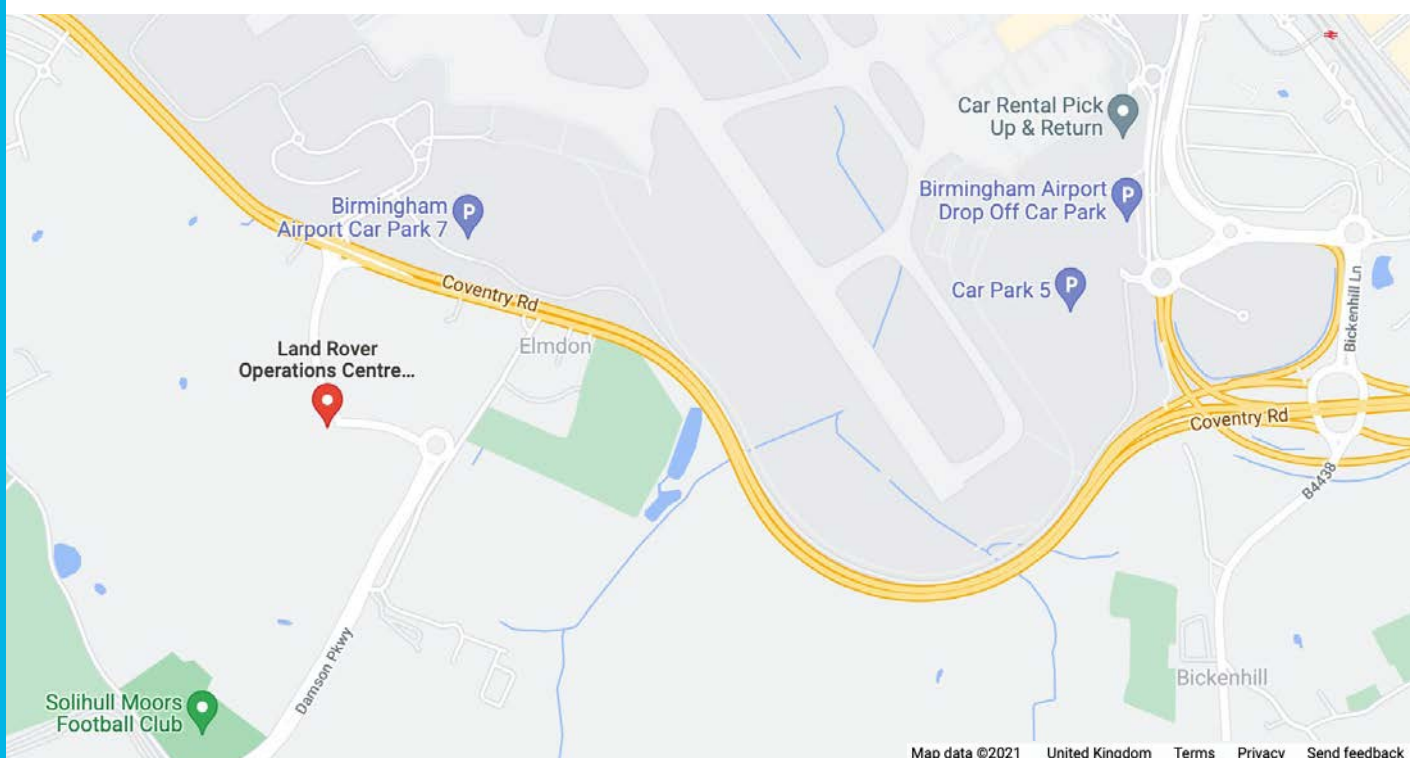 Car Rental Pick
Up & Return
Birmingham
Airport Car Park 7
Birmingham Airport
Drop Off Car Park
P
P
P
Coventry Rd
Car Park 5
Bickenhill Ln
Elmdon
Land Rover
Operations Centre...
Coventry Rd
B4438
Damson Pkwy
Bickenhill
Solihull Moors
Football Club
Map data ©2021 United Kingdom Terms Privacy Send feedback